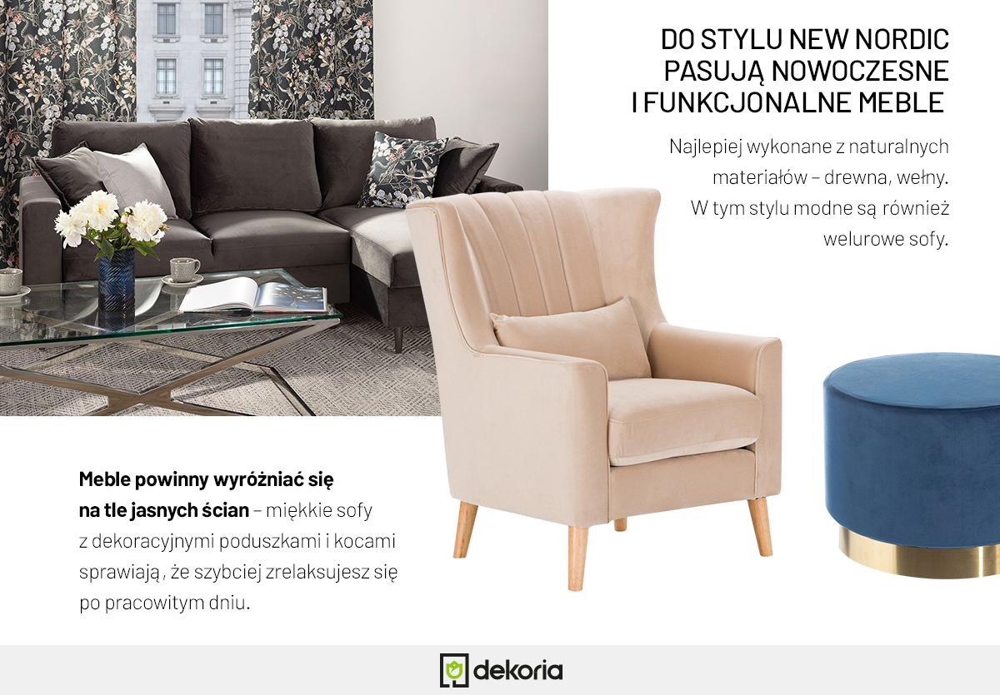 DO STYLU NEW NORDIC
PASUJĄ NOWOCZESNE
I FUNKCJONALNE MEBLE
Najlepiej wykonane z naturalnych
materiałów – drewna, wełny.
W tym stylu modne są również
welurowe sofy.
Meble powinny wyróżniać się
na tle jasnych ścian – miękkie sofy
z dekoracyjnymi poduszkami i kocami
sprawiają, że szybciej zrelaksujesz się
po pracowitym dniu.
dekoria